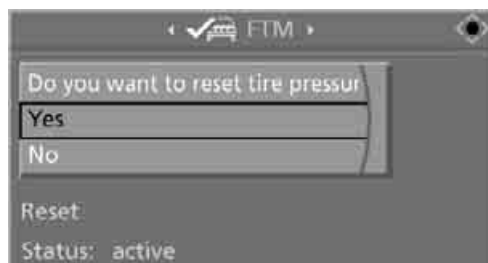 FTM
Do you want to reset tire pressur
Yes
No
Reset
Status: active